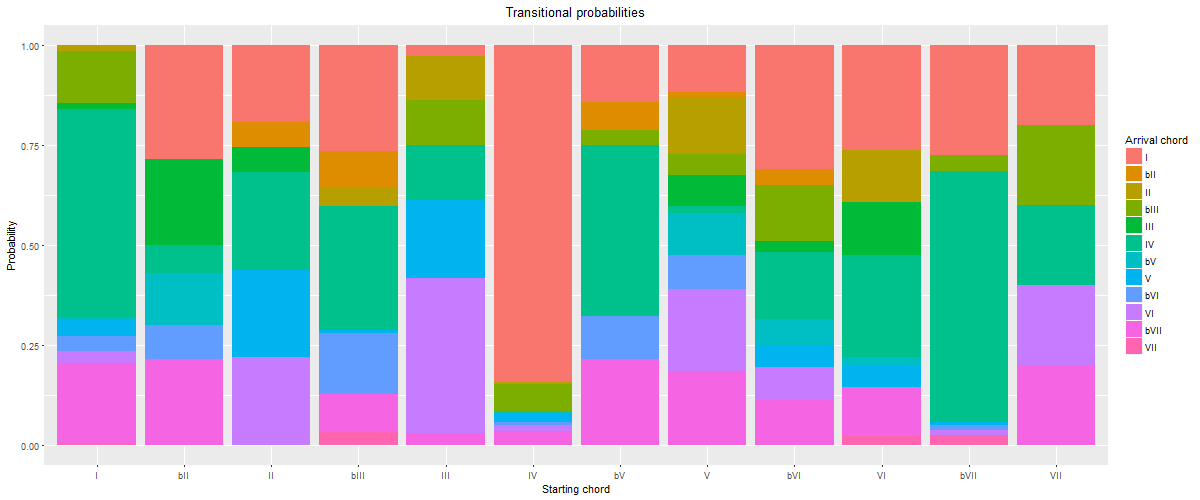 Transitional probabilities
1.00
0.75
0.50
0.25
0.00
Probability
I bII II bIII III IV bV V bVI VI bVII VII
Starting chord
Arrival chord
I
bII
II
bIII
III
IV
bV
V
bVI
VI
bVII
VII